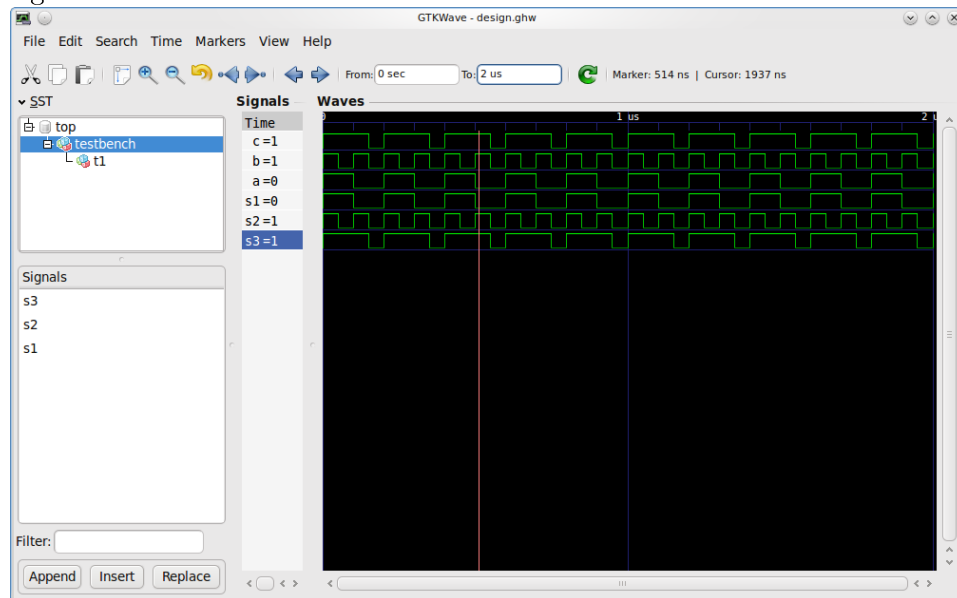 GTKWave - design.ghw
File Edit Search Time Markers View Help
From: 0 sec To: 2 us Marker: 514 ns | Cursor: 1937 ns
SST
top
testbench
t1
Signals
s3
s2
s1
Filter:
Append Insert Replace
Signals
Time
c=1
b=1
a=0
s1=0
s2=1
s3=1
Waves
0 1 us 2 u